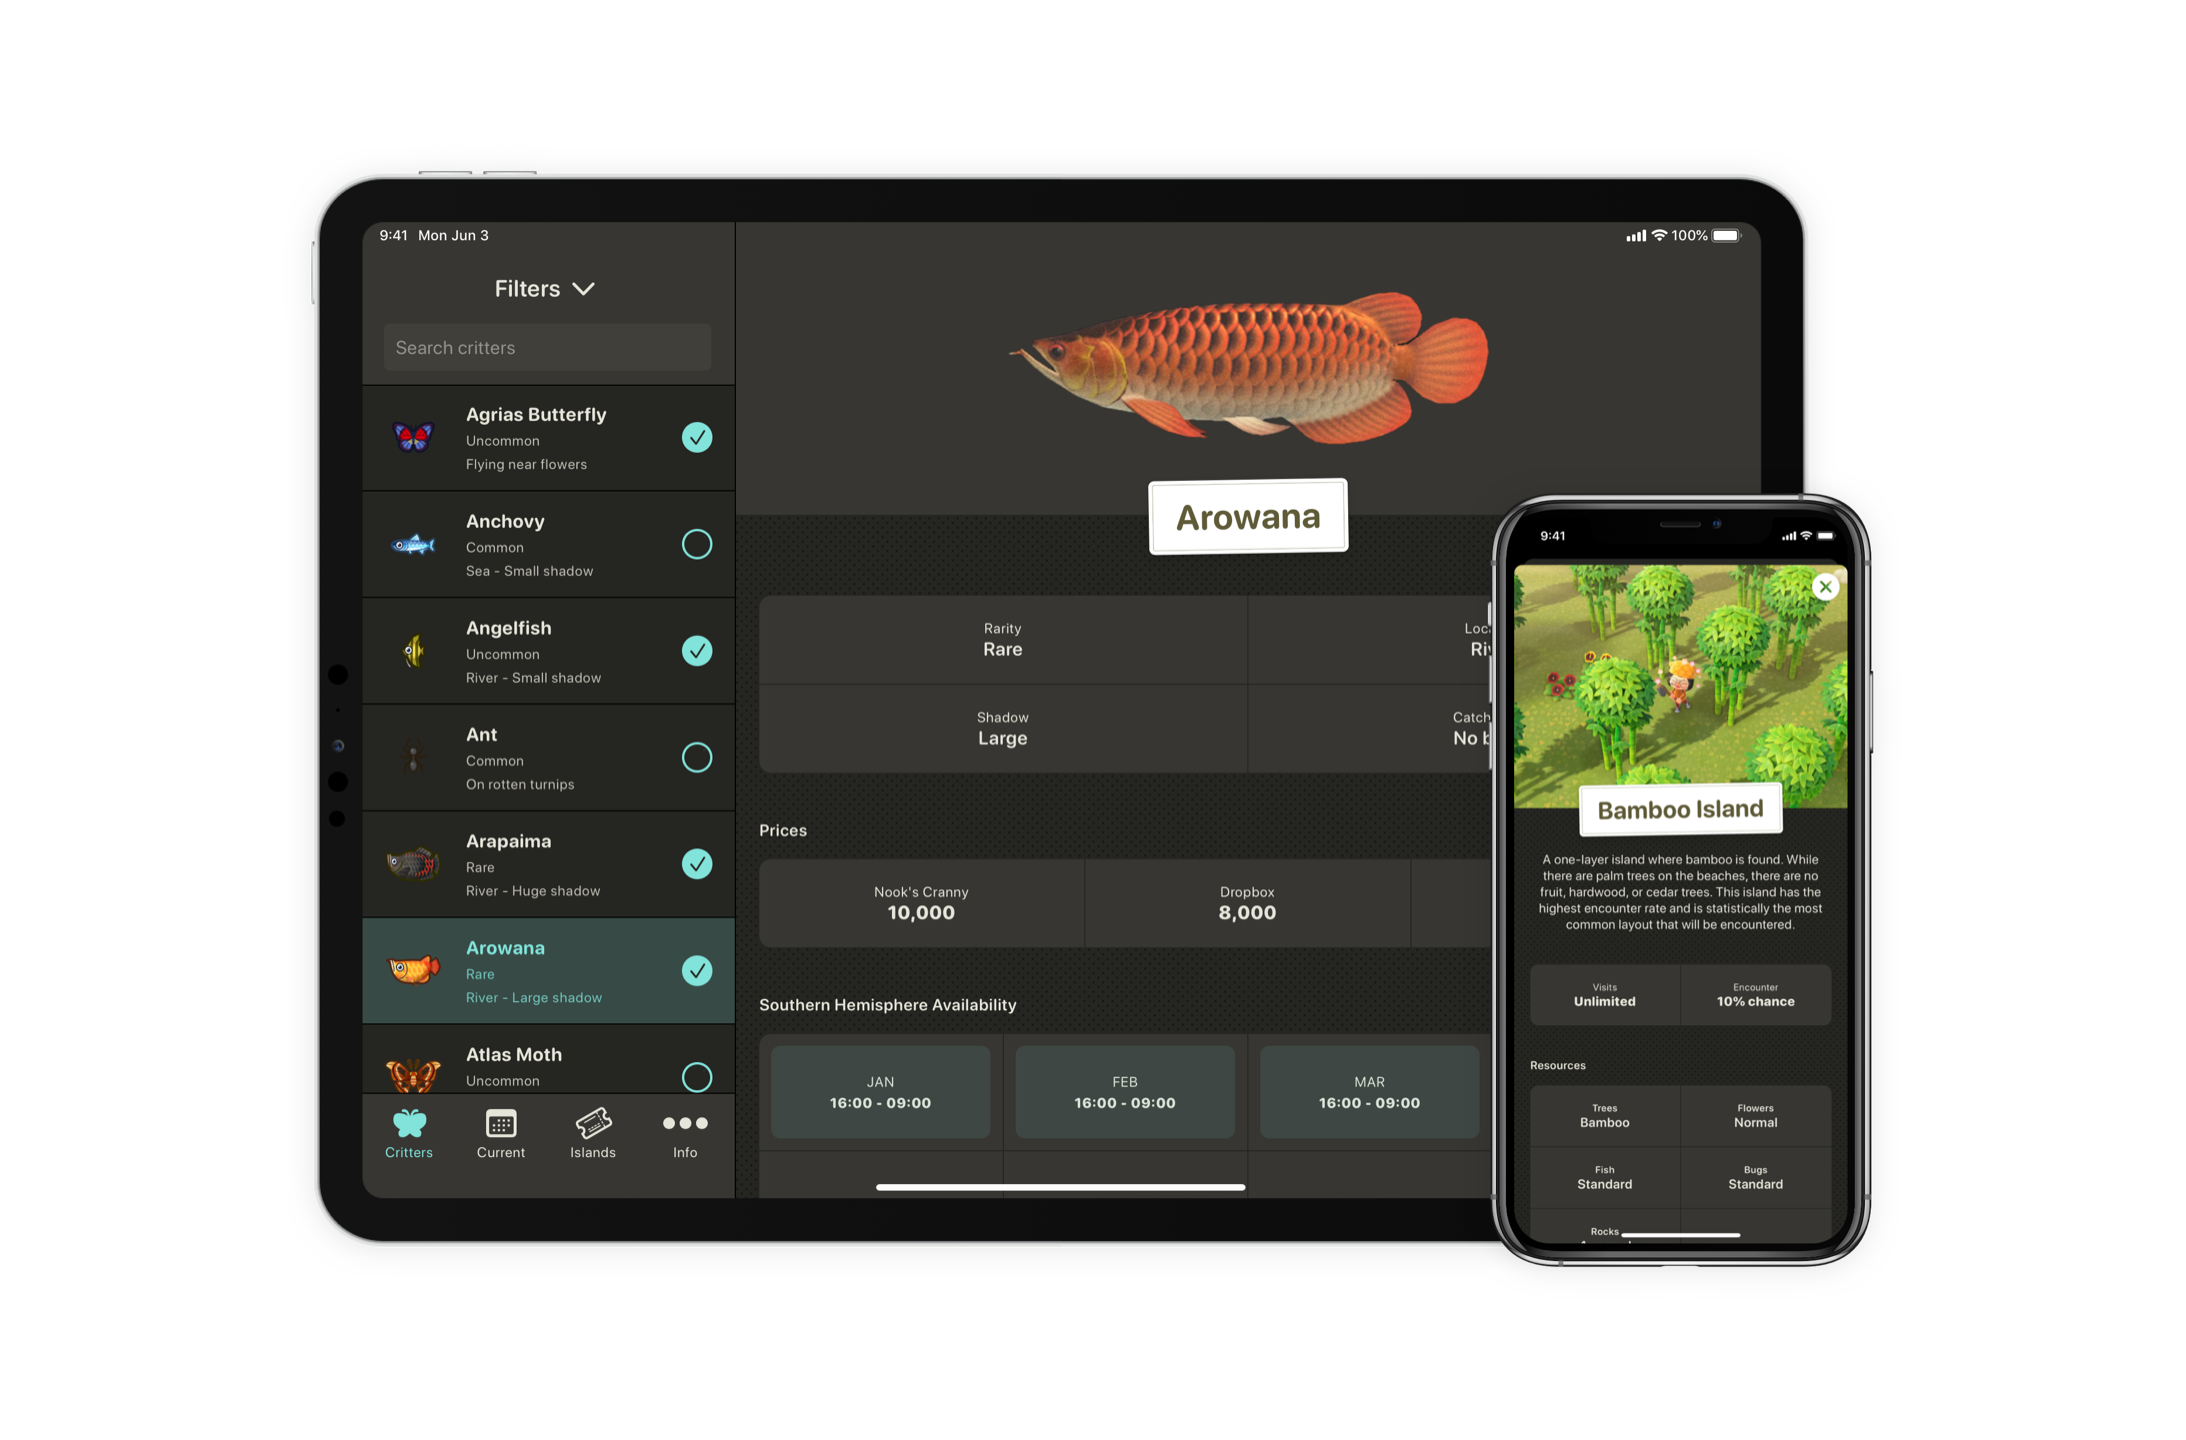 9:41 Mon Jun 3
100%
Filters
Search critters
Agrias Butterfly
Uncommon
Flying near flowers
Anchovy
Common
Sea - Small shadow
Angelfish
Uncommon
River - Small shadow
Ant
Common
On rotten turnips
Arapaima
Rare
River - Huge shadow
Arowana
Rare
River - Large shadow
Atlas Moth
Uncommon
Critters
Current
Islands
Info
Arowana
Rarity
Rare
Shadow
Large
Prices
Nook's Cranny
10,000
Dropbox
8,000
Southern Hemisphere Availability
JAN
16:00 - 09:00
FEB
16:00 - 09:00
MAR
16:00 - 09:00
9:41
Bamboo Island
A one-layer island where bamboo is found. While
there are palm trees on the beaches, there are no
fruit, hardwood, or cedar trees. This island has the
highest encounter rate and is statistically the most
common layout that will be encountered.
Visits
Unlimited
Encounter
10% chance
Resources
Trees
Bamboo
Flowers
Normal
Fish
Standard
Bugs
Standard
Rocks